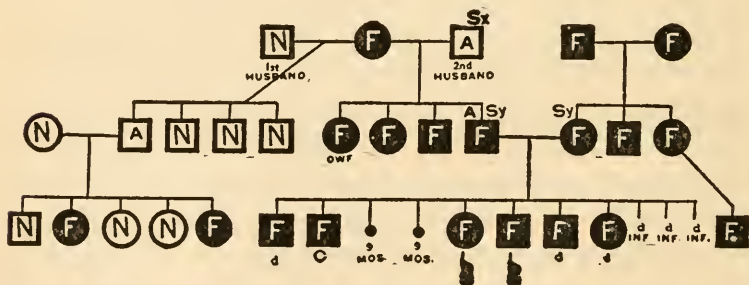 Sx
N F A F F
1st HUSBAND, 2nd HUSBAND
A Sy Sy
N A N N N F F F F F F F
OWF
N F N N F F F F F F F F
d C 9 MOS. 9 MOS. d d d INF. d INF. d INF.